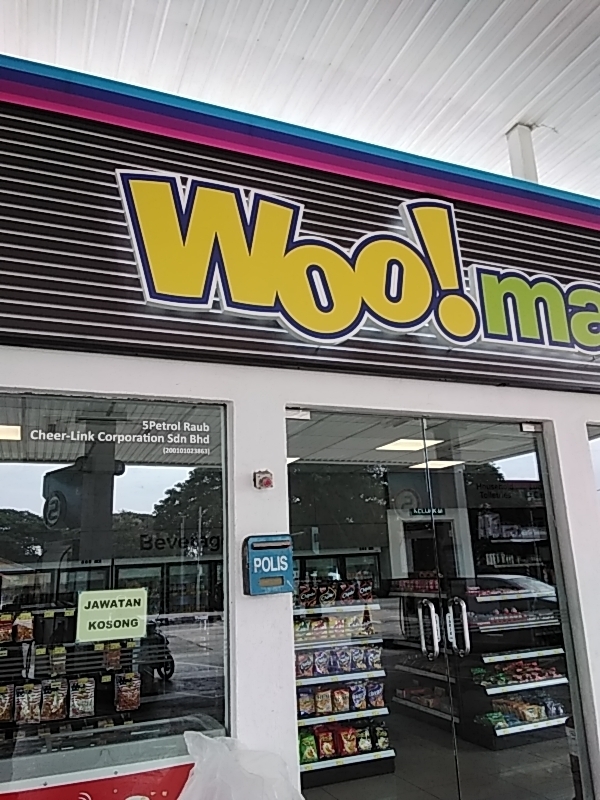 Woo! ma
5Petrol Raub
Cheer-Link Corporation Sdn Bhd
(200101023863)
Beverag
POLIS
JAWATAN
KOSONG